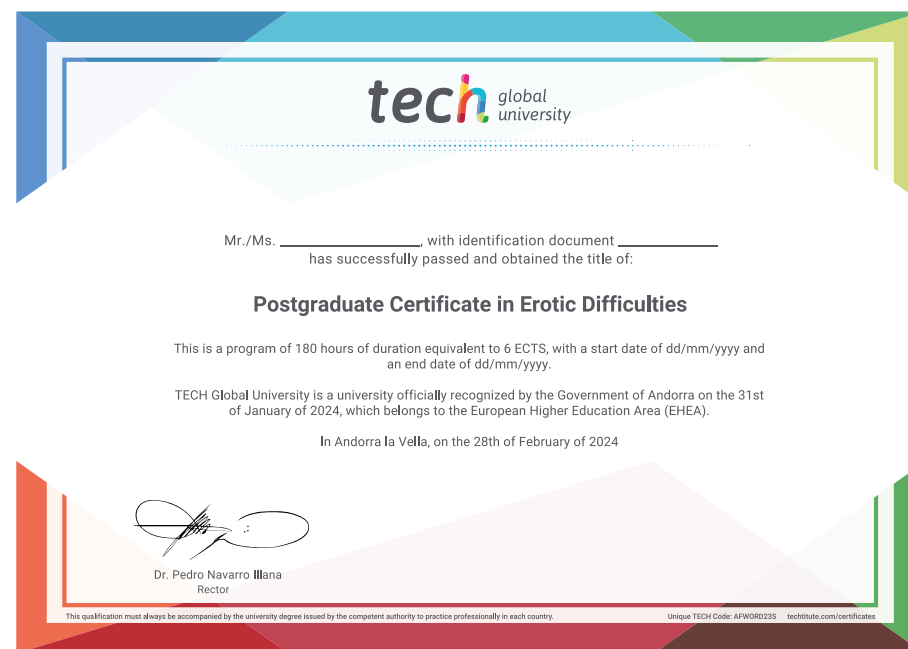 tech global
university
Mr./Ms. ____________, with identification document ____________
has successfully passed and obtained the title of:
Postgraduate Certificate in Erotic Difficulties
This is a program of 180 hours of duration equivalent to 6 ECTS, with a start date of dd/mm/yyyy and
an end date of dd/mm/yyyy.
TECH Global University is a university officially recognized by the Government of Andorra on the 31st
of January of 2024, which belongs to the European Higher Education Area (EHEA).
In Andorra la Vella, on the 28th of February of 2024
Dr. Pedro Navarro Illana
Rector
This qualification must always be accompanied by the university degree issued by the competent authority to practice professionally in each country.
Unique TECH Code: AFWORD23S techtitute.com/certificates